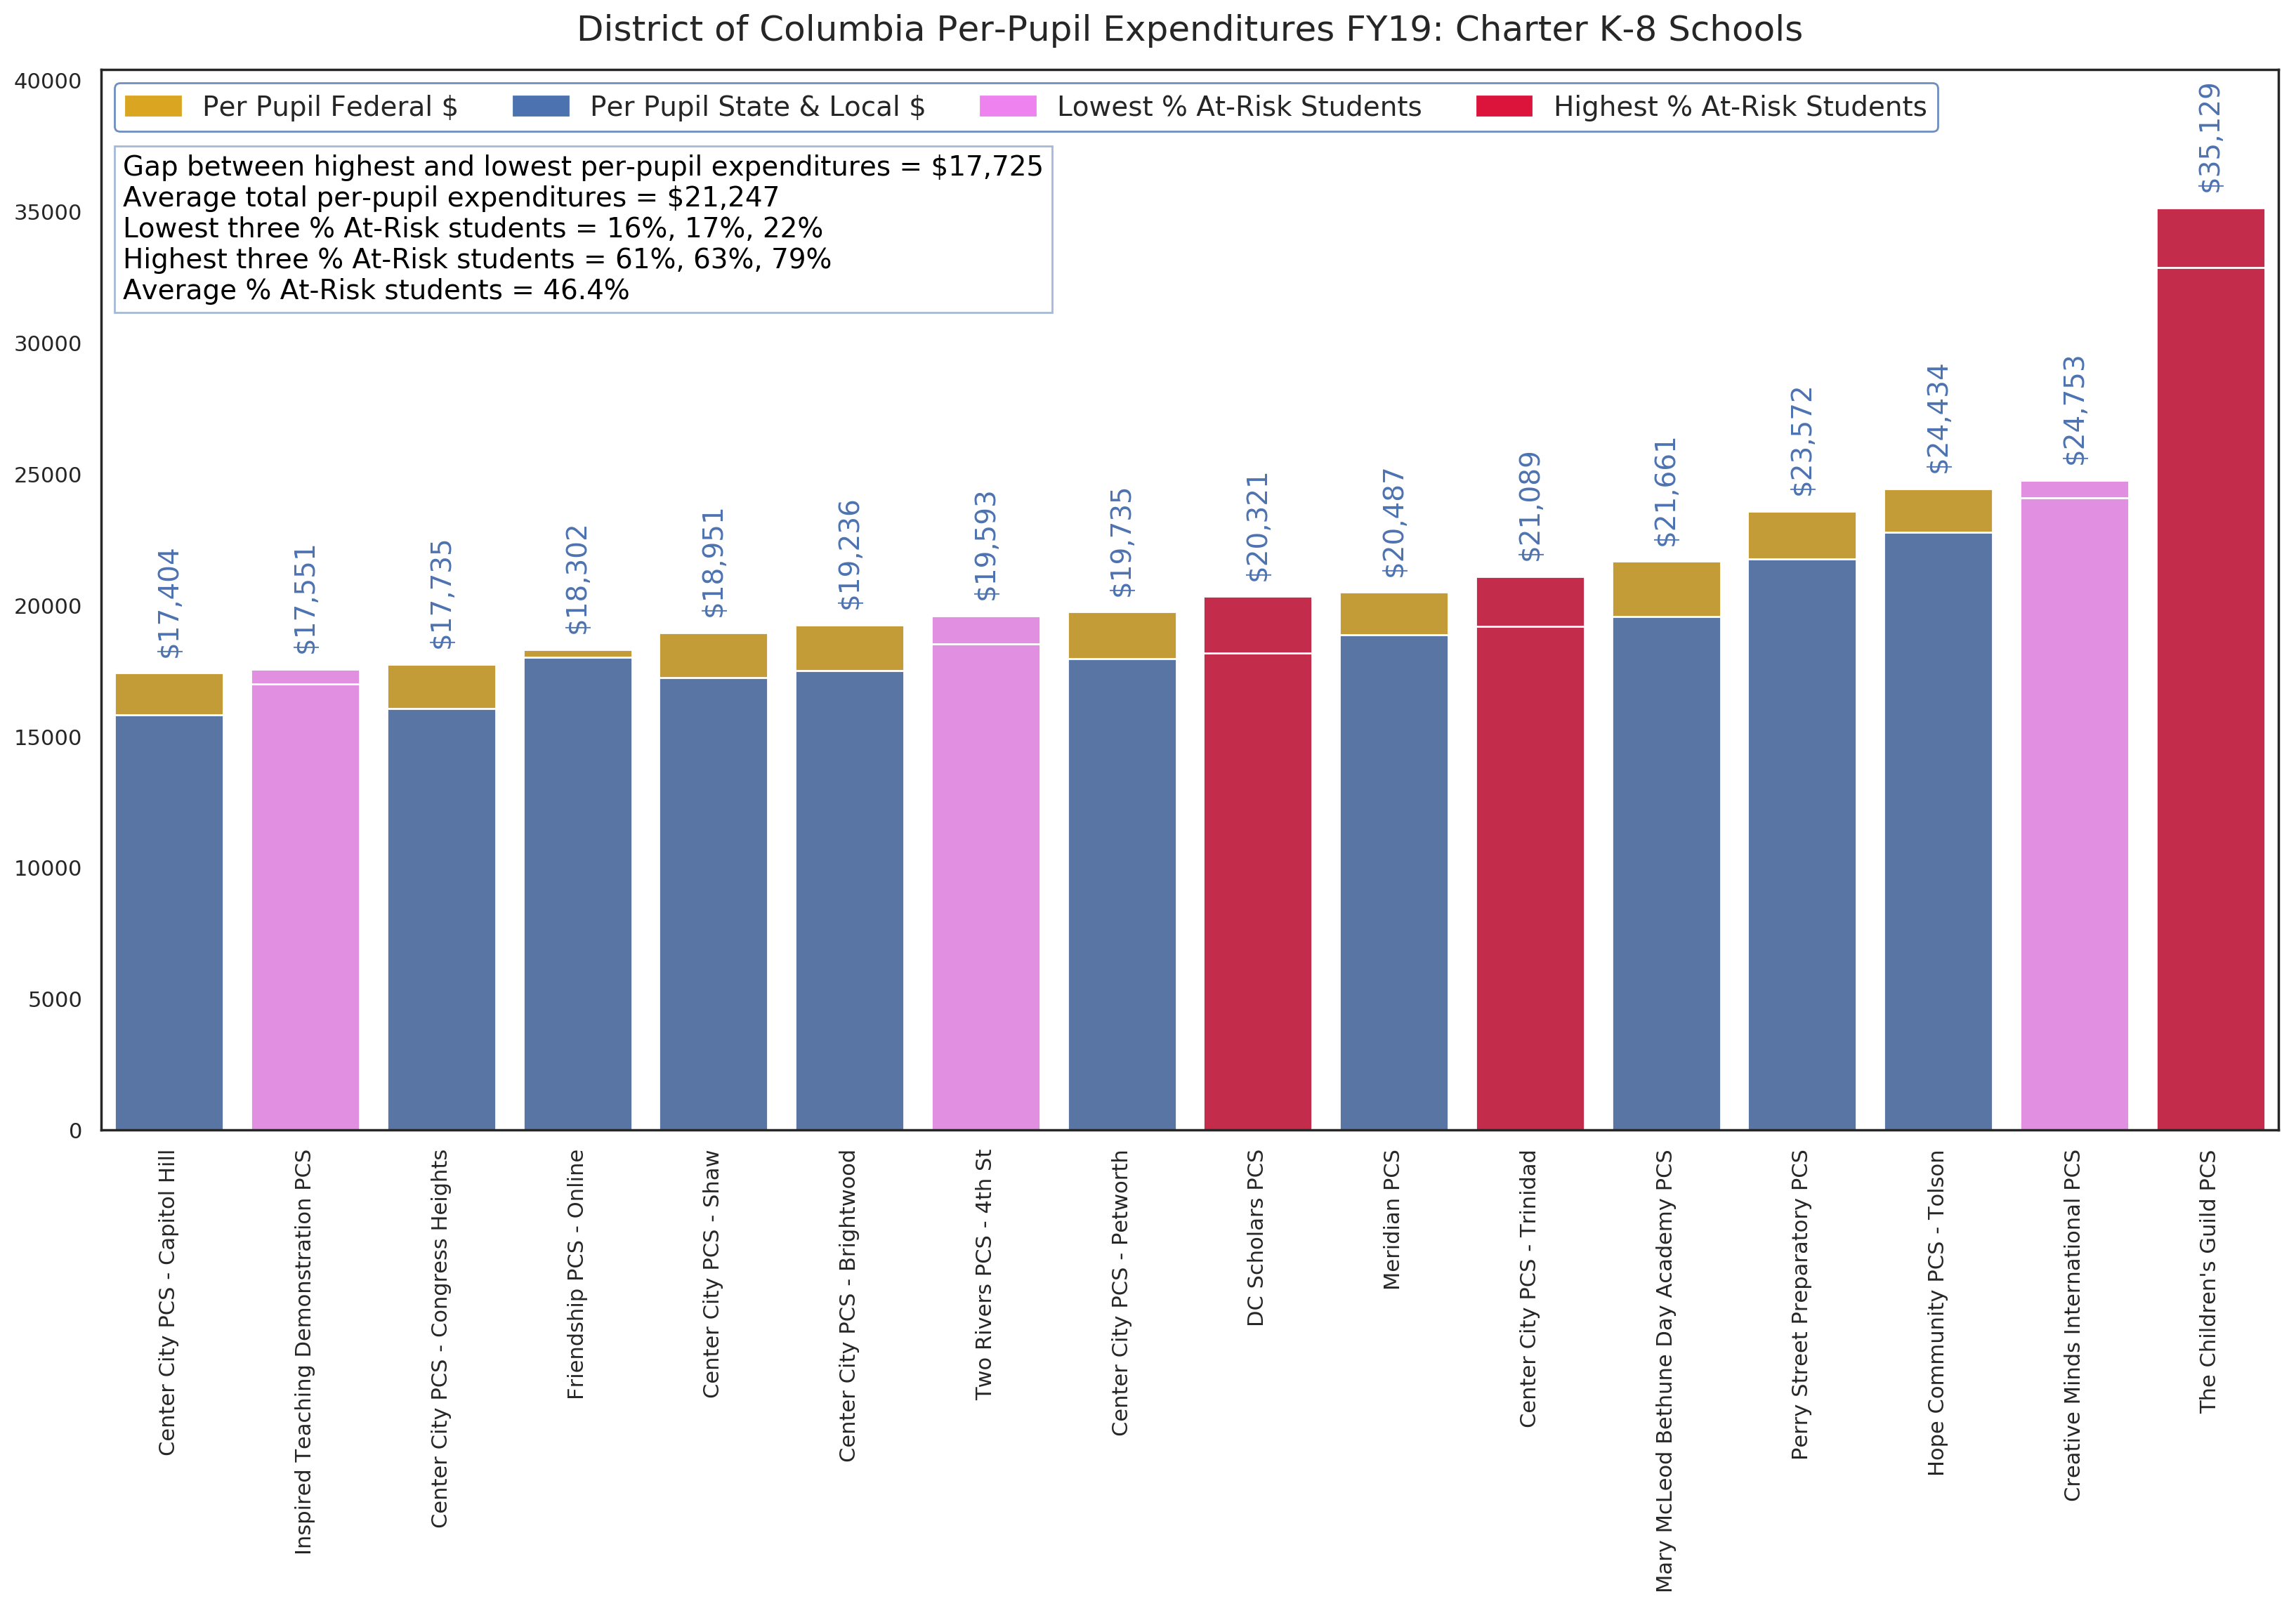 District of Columbia Per-Pupil Expenditures FY19: Charter K-8 Schools
Per Pupil Federal $
Per Pupil State & Local $
Lowest % At-Risk Students
Highest % At-Risk Students
Gap between highest and lowest per-pupil expenditures = $17,725
Average total per-pupil expenditures = $21,247
Lowest three % At-Risk students = 16%, 17%, 22%
Highest three % At-Risk students = 61%, 63%, 79%
Average % At-Risk students = 46.4%
40000
35000
30000
25000
20000
15000
10000
5000
0
$17,404
$17,551
$17,735
$18,302
$18,951
$19,236
$19,593
$19,735
$20,321
$20,487
$21,089
$21,661
$23,572
$24,434
$24,753
$35,129
Center City PCS - Capitol Hill
Inspired Teaching Demonstration PCS
Center City PCS - Congress Heights
Friendship PCS - Online
Center City PCS - Shaw
Center City PCS - Brightwood
Two Rivers PCS - 4th St
Center City PCS - Petworth
DC Scholars PCS
Meridian PCS
Center City PCS - Trinidad
Mary McLeod Bethune Day Academy PCS
Perry Street Preparatory PCS
Hope Community PCS - Tolson
Creative Minds International PCS
The Children's Guild PCS